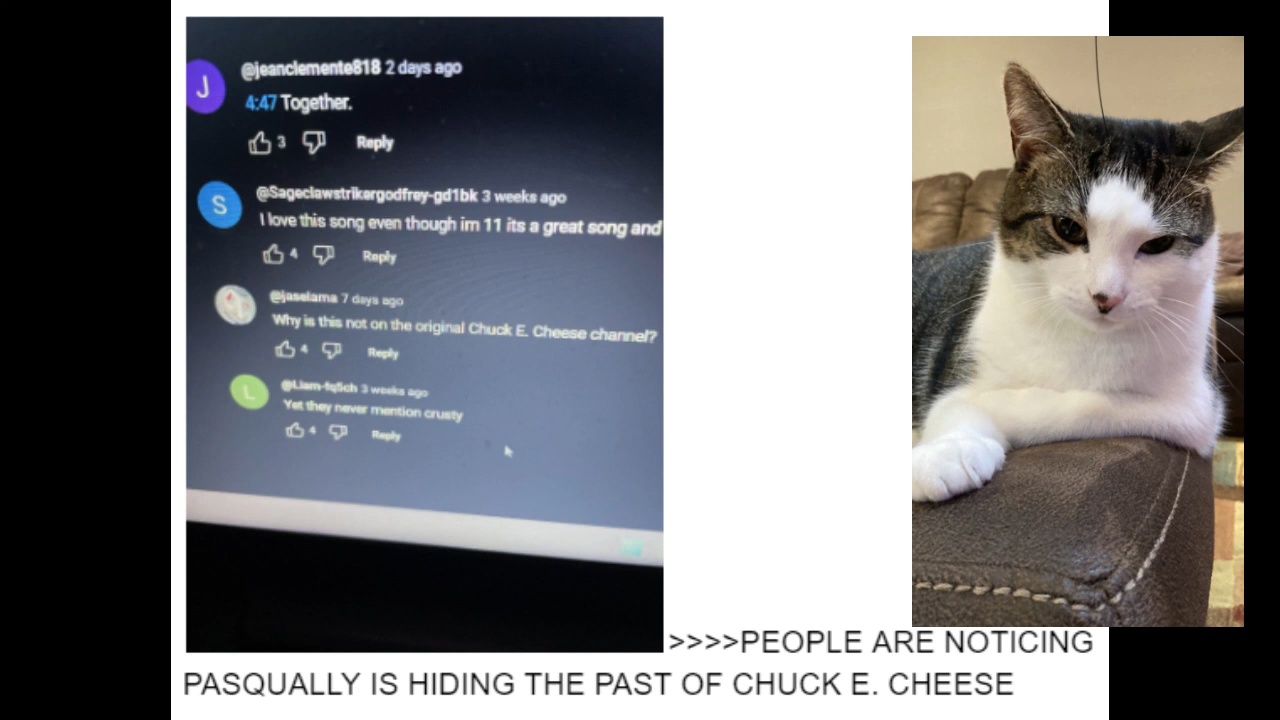 J
@jeanclemente818 2 days ago
4:47 Together.
3 Reply
S
@Sageclawstrikergodfrey-gd1bk 3 weeks ago
I love this song even though im 11 its a great song and
4 Reply
@jaselama 7 days ago
Why is this not on the original Chuck E. Cheese channel?
4 Reply
L
@Liam-fq5ch 3 weeks ago
Yet they never mention crusty
4 Reply
>>>>PEOPLE ARE NOTICING
PASQUALLY IS HIDING THE PAST OF CHUCK E. CHEESE